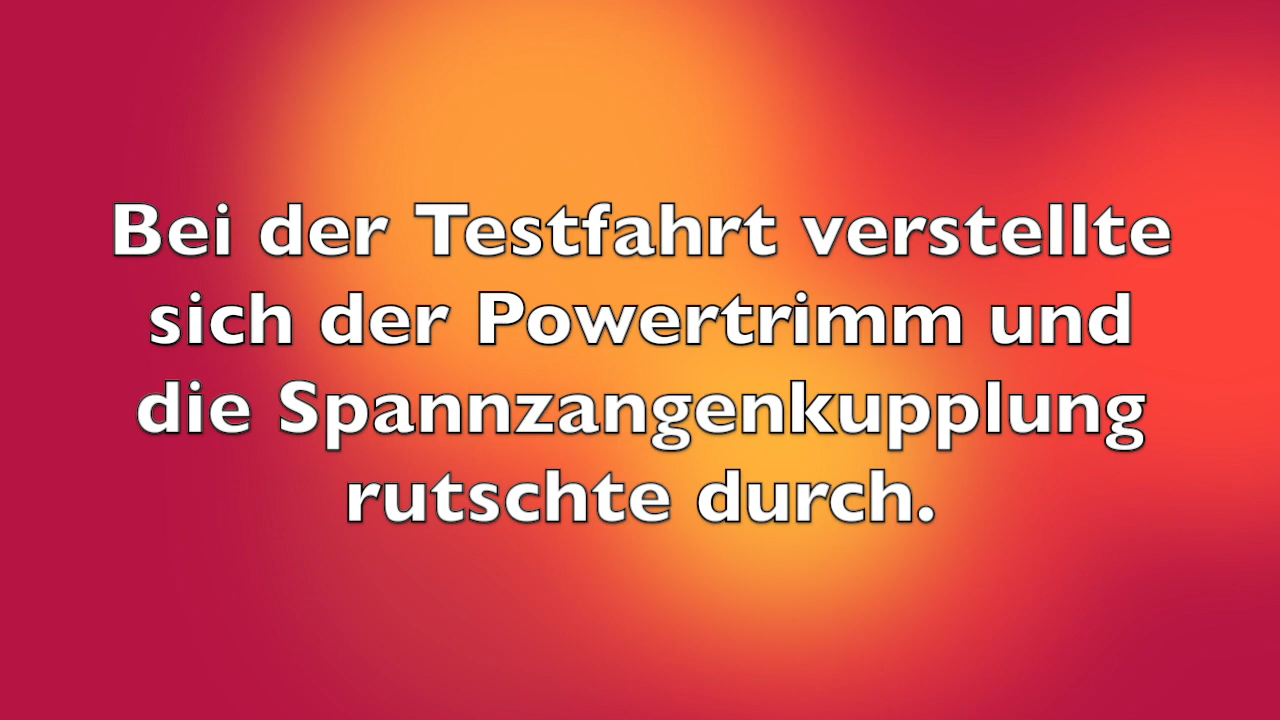 Bei der Testfahrt verstellte
sich der Powertrimm und
die Spannzangenkupplung
rutschte durch.